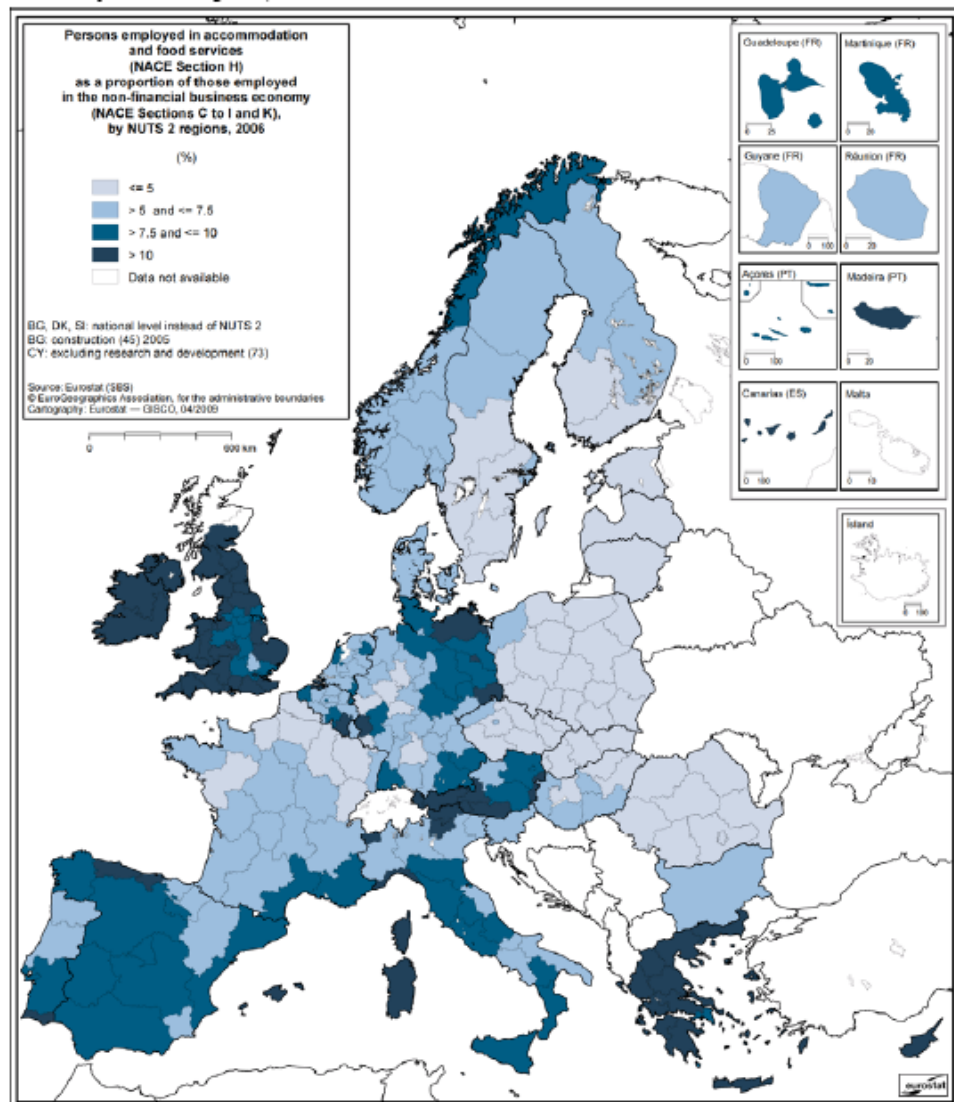 Persons employed in accommodation
and food services
(NACE Section H)
as a proportion of those employed
in the non-financial business economy
(NACE Sections C to I and K),
by NUTS 2 regions, 2006
(%)
<= 5
> 5 and <= 7.5
> 7.5 and <= 10
> 10
Data not available
BG, DK, SI: national level instead of NUTS 2
BG: construction (45) 2005
CY: excluding research and development (73)
Source: Eurostat (SBS)
© EuroGeographics Association, for the administrative boundaries
Cartography: Eurostat — GISCO, 04/2009
0 600 km
Guadeloupe (FR)
0 25
Martinique (FR)
0 20
Guyane (FR)
0 100
Réunion (FR)
0 20
Açores (PT)
0 100
Madeira (PT)
0 20
Canarias (ES)
0 100
Malta
0 10
Ísland
0 100
eurostat